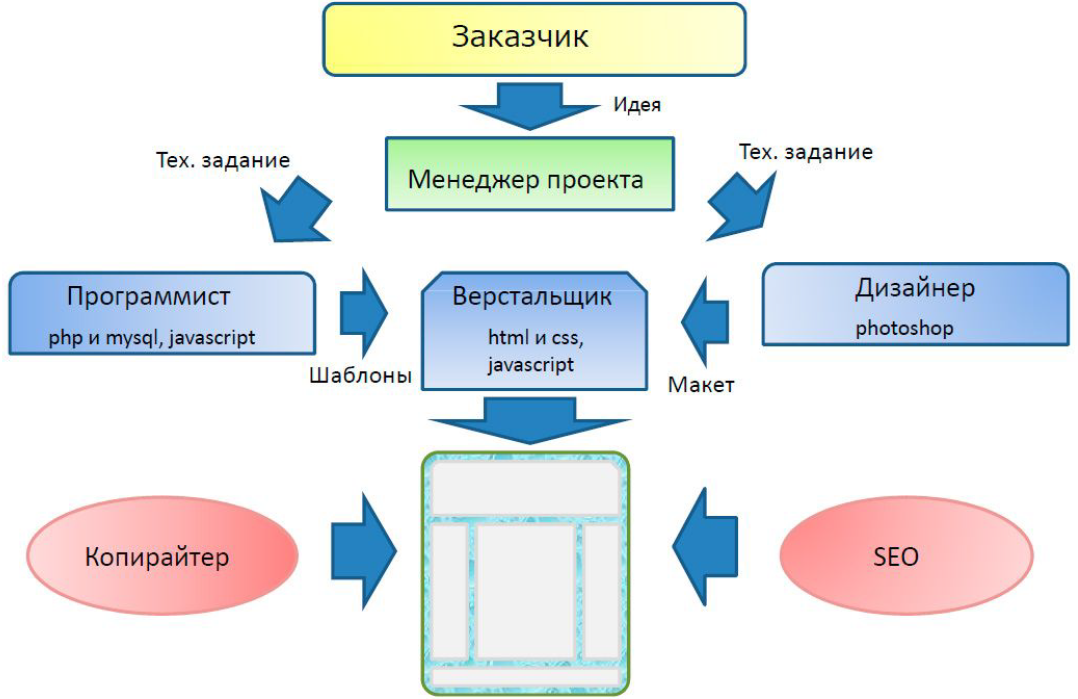 Заказчик
Идея
Тех. задание
Тех. задание
Менеджер проекта
Программист
php и mysql, javascript
Верстальщик
html и css,
javascript
Дизайнер
photoshop
Шаблоны
Макет
Копирайтер
SEO